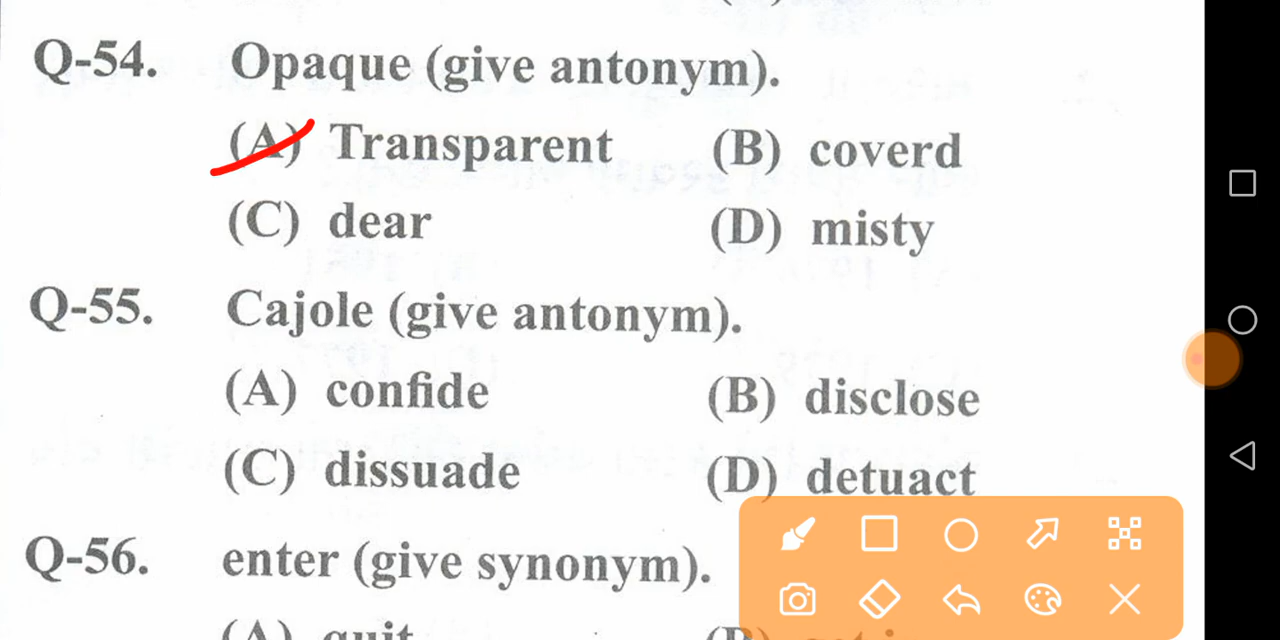 Q-54. Opaque (give antonym).
(A) Transparent (B) coverd
(C) dear (D) misty
Q-55. Cajole (give antonym).
(A) confide (B) disclose
(C) dissuade (D) detuact
Q-56. enter (give synonym).
(A) quit